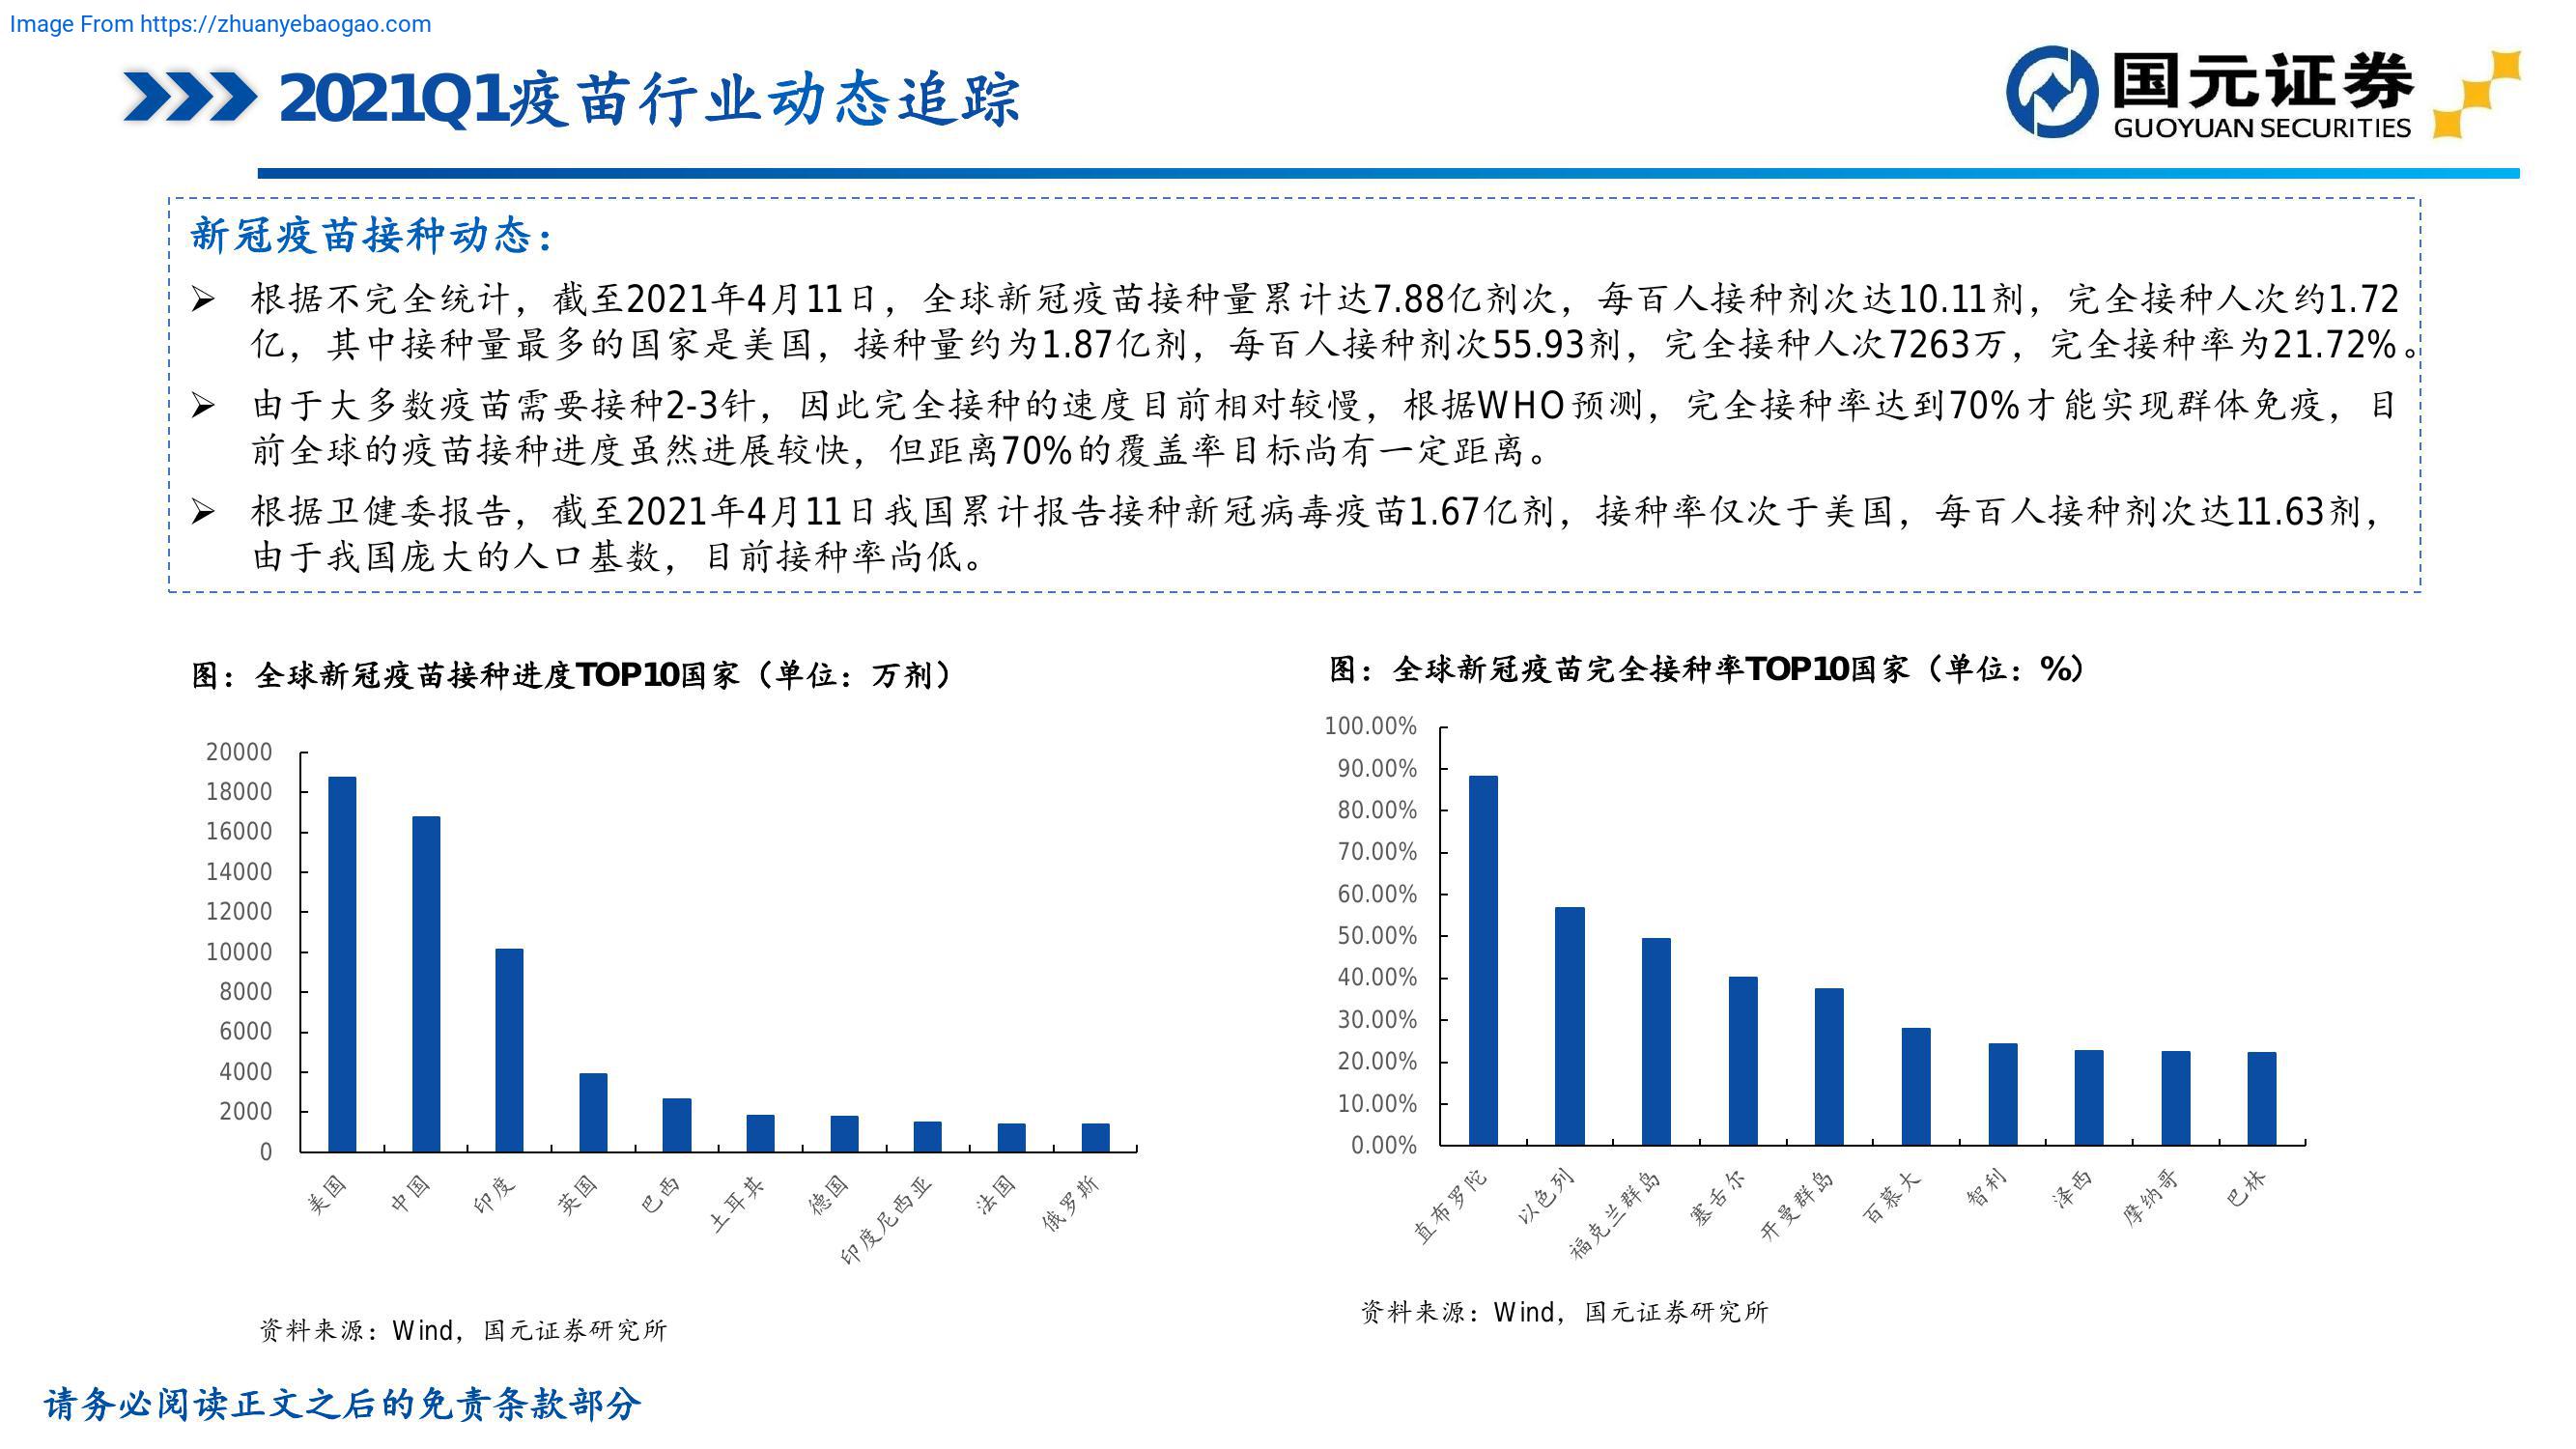 Image From https://zhuanyebaogao.com
2021Q1疫苗行业动态追踪
国元证券
GUOYUAN SECURITIES
新冠疫苗接种动态：
根据不完全统计，截至2021年4月11日，全球新冠疫苗接种量累计达7.88亿剂次，每百人接种剂次达10.11剂，完全接种人次约1.72
亿，其中接种量最多的国家是美国，接种量约为1.87亿剂，每百人接种剂次55.93剂，完全接种人次7263万，完全接种率为21.72%。
由于大多数疫苗需要接种2-3针，因此完全接种的速度目前相对较慢，根据WHO预测，完全接种率达到70%才能实现群体免疫，目
前全球的疫苗接种进度虽然进展较快，但距离70%的覆盖率目标尚有一定距离。
根据卫健委报告，截至2021年4月11日我国累计报告接种新冠病毒疫苗1.67亿剂，接种率仅次于美国，每百人接种剂次达11.63剂，
由于我国庞大的人口基数，目前接种率尚低。
图：全球新冠疫苗接种进度TOP10国家（单位：万剂）
20000
18000
16000
14000
12000
10000
8000
6000
4000
2000
0
美国
中国
印度
英国
巴西
土耳其
德国
印度尼西亚
法国
俄罗斯
资料来源：Wind，国元证券研究所
图：全球新冠疫苗完全接种率TOP10国家（单位：%）
100.00%
90.00%
80.00%
70.00%
60.00%
50.00%
40.00%
30.00%
20.00%
10.00%
0.00%
直布罗陀
以色列
福克兰群岛
塞舌尔
开曼群岛
百慕大
智利
泽西
摩纳哥
巴林
资料来源：Wind，国元证券研究所
请务必阅读正文之后的免责条款部分